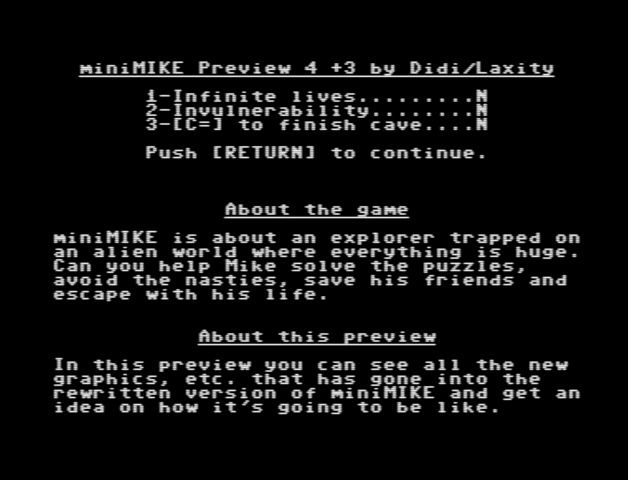 miniMIKE Preview 4 +3 by Didi/Laxity
1-Infinite lives.........N
2-Invulnerability........N
3-[C=] to finish cave....N
Push [RETURN] to continue.
About the game
miniMIKE is about an explorer trapped on
an alien world where everything is huge.
Can you help Mike solve the puzzles,
avoid the nasties, save his friends and
escape with his life.
About this preview
In this preview you can see all the new
graphics, etc. that has gone into the
rewritten version of miniMIKE and get an
idea on how it's going to be like.